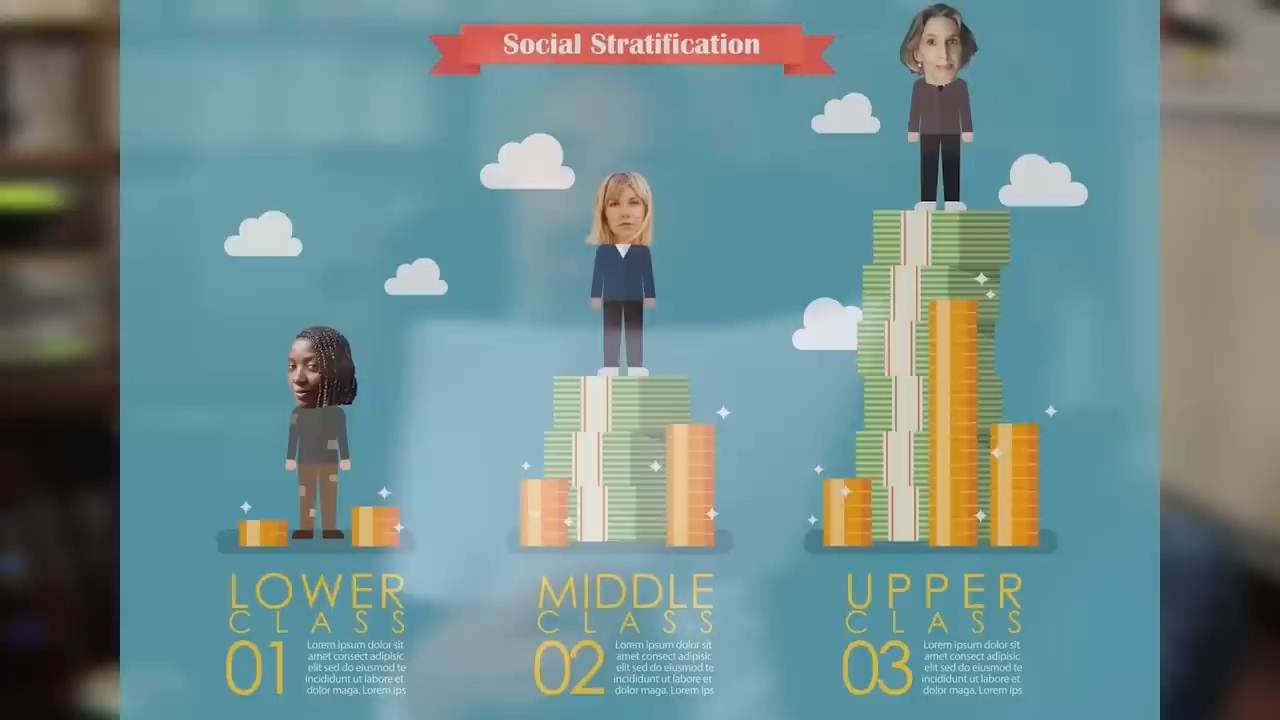 Social Stratification
LOWER
CLASS
01
Lorem ipsum dolor sit
amet consect adipisic
elit sed do eiusmod te
incididunt ut labore et
dolor maga. Lorem ips
MIDDLE
CLASS
02
Lorem ipsum dolor sit
amet consect adipisic
elit sed do eiusmod te
incididunt ut labore et
dolor maga. Lorem ips
UPPER
CLASS
03
Lorem ipsum dolor sit
amet consect adipisic
elit sed do eiusmod te
incididunt ut labore et
dolor maga. Lorem ips